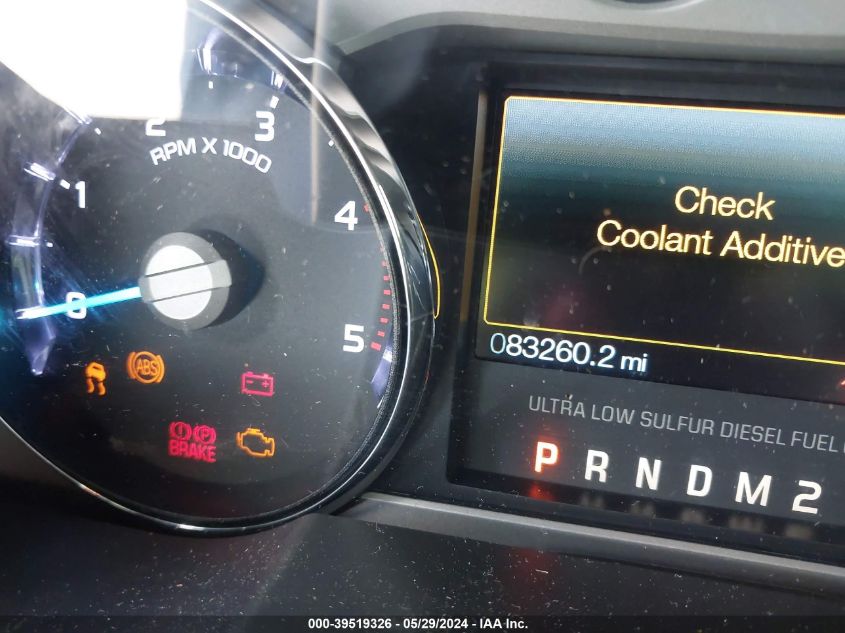 2 3
RPM X 1000
1
4
0
5
ABS
BRAKE
Check
Coolant Additive
083260.2 mi
ULTRA LOW SULFUR DIESEL FUEL
P R N D M 2
000-39519326 - 05/29/2024 - IAA Inc.